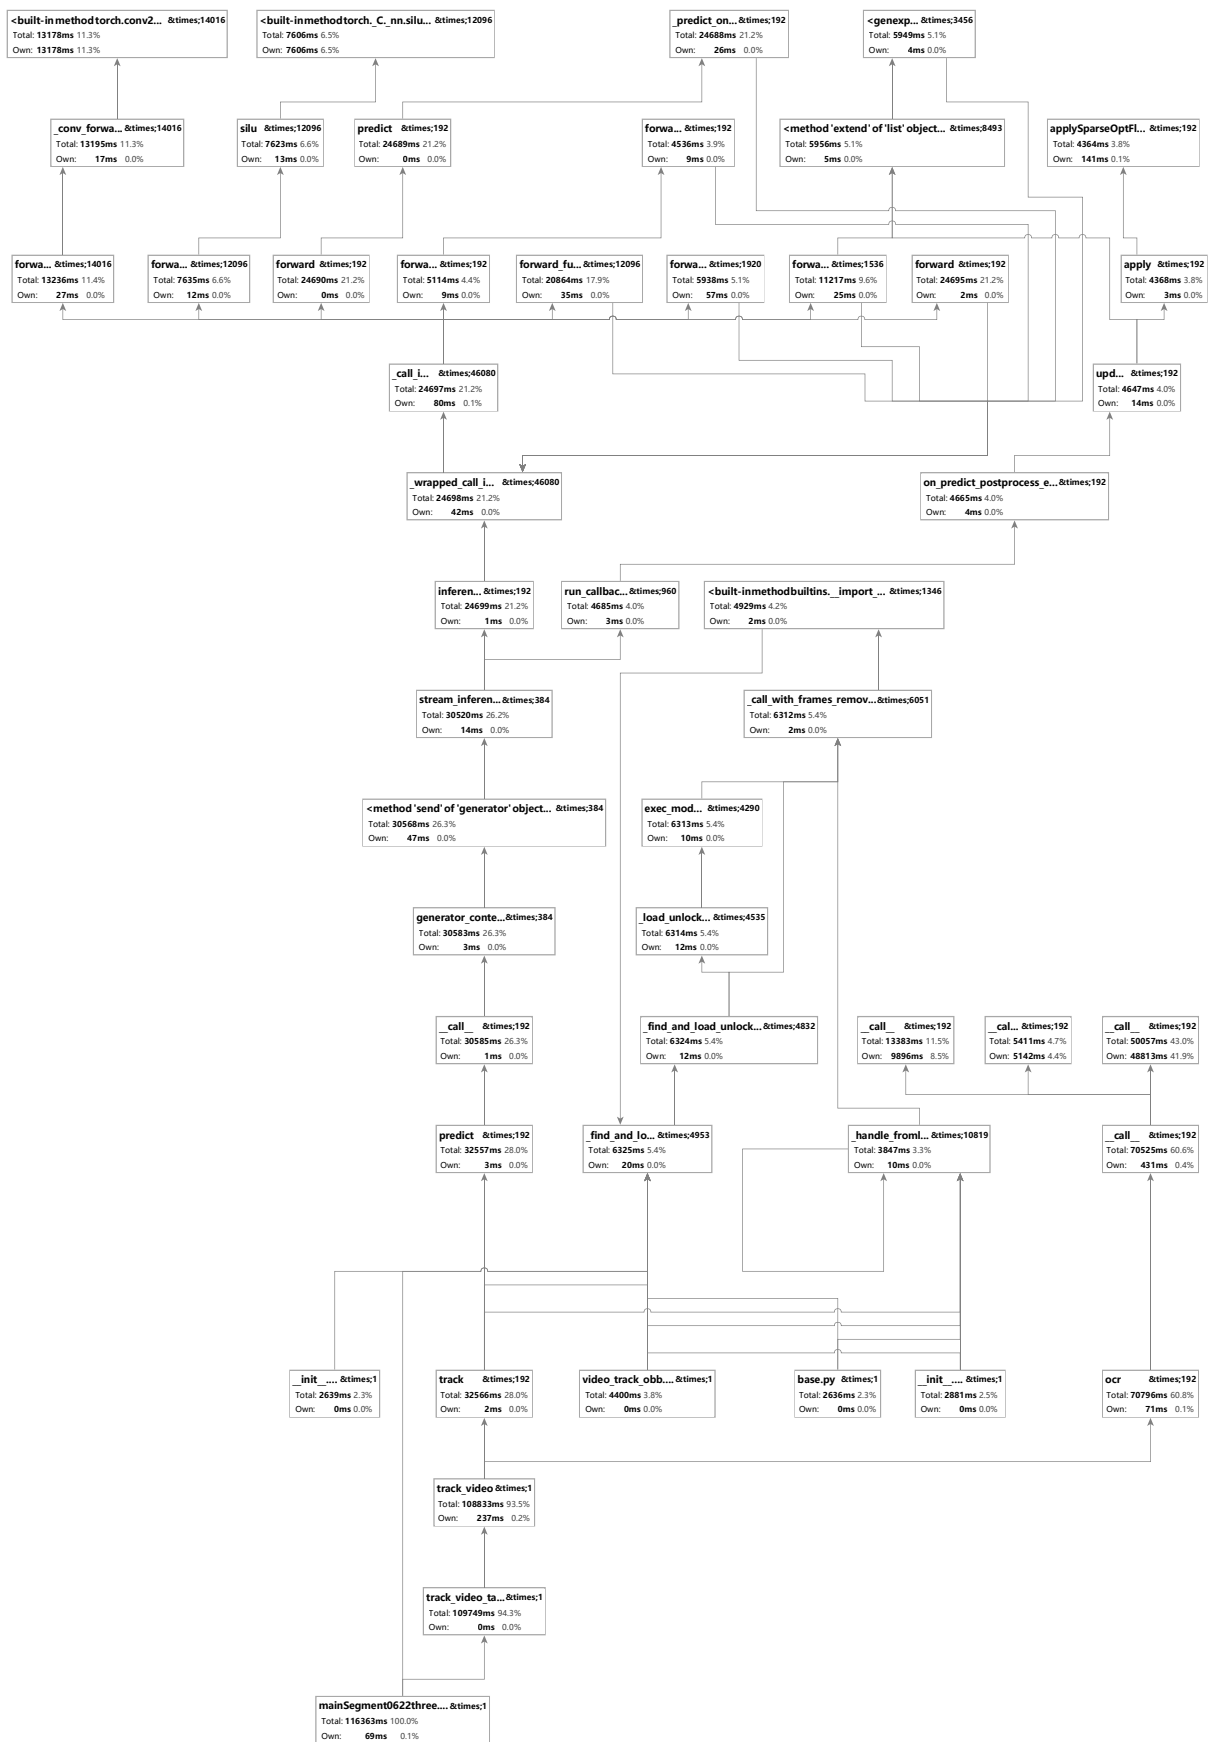 <built-in method torch.conv2... &times;14016
Total: 13178ms 11.3%
Own: 13178ms 11.3%
<built-in method torch._C._nn.silu... &times;12096
Total: 7606ms 6.5%
Own: 7606ms 6.5%
_predict_on... &times;192
Total: 24688ms 21.2%
Own: 26ms 0.0%
<genexp... &times;3456
Total: 5949ms 5.1%
Own: 4ms 0.0%
_conv_forwa... &times;14016
Total: 13195ms 11.3%
Own: 17ms 0.0%
silu &times;12096
Total: 7623ms 6.6%
Own: 13ms 0.0%
predict &times;192
Total: 24689ms 21.2%
Own: 0ms 0.0%
forwa... &times;192
Total: 4536ms 3.9%
Own: 9ms 0.0%
<method 'extend' of 'list' object... &times;8493
Total: 5956ms 5.1%
Own: 5ms 0.0%
applySparseOptFl... &times;192
Total: 4364ms 3.8%
Own: 141ms 0.1%
forwa... &times;14016
Total: 13236ms 11.4%
Own: 27ms 0.0%
forwa... &times;12096
Total: 7635ms 6.6%
Own: 12ms 0.0%
forward &times;192
Total: 24690ms 21.2%
Own: 0ms 0.0%
forwa... &times;192
Total: 5114ms 4.4%
Own: 9ms 0.0%
forward_fu... &times;12096
Total: 20864ms 17.9%
Own: 35ms 0.0%
forwa... &times;1920
Total: 5938ms 5.1%
Own: 57ms 0.0%
forwa... &times;1536
Total: 11217ms 9.6%
Own: 25ms 0.0%
forward &times;192
Total: 24695ms 21.2%
Own: 2ms 0.0%
apply &times;192
Total: 4368ms 3.8%
Own: 3ms 0.0%
_call_i... &times;46080
Total: 24697ms 21.2%
Own: 80ms 0.1%
upd... &times;192
Total: 4647ms 4.0%
Own: 14ms 0.0%
_wrapped_call_i... &times;46080
Total: 24698ms 21.2%
Own: 42ms 0.0%
on_predict_postprocess_e... &times;192
Total: 4665ms 4.0%
Own: 4ms 0.0%
inferen... &times;192
Total: 24699ms 21.2%
Own: 1ms 0.0%
run_callbac... &times;960
Total: 4685ms 4.0%
Own: 3ms 0.0%
<built-in method builtins.__import_... &times;1346
Total: 4929ms 4.2%
Own: 2ms 0.0%
stream_inferen... &times;384
Total: 30520ms 26.2%
Own: 14ms 0.0%
_call_with_frames_remov... &times;6051
Total: 6312ms 5.4%
Own: 2ms 0.0%
<method 'send' of 'generator' object... &times;384
Total: 30568ms 26.3%
Own: 47ms 0.0%
exec_mod... &times;4290
Total: 6313ms 5.4%
Own: 10ms 0.0%
generator_conte... &times;384
Total: 30583ms 26.3%
Own: 3ms 0.0%
_load_unlock... &times;4535
Total: 6314ms 5.4%
Own: 12ms 0.0%
__call__ &times;192
Total: 30585ms 26.3%
Own: 1ms 0.0%
_find_and_load_unlock... &times;4832
Total: 6324ms 5.4%
Own: 12ms 0.0%
__call__ &times;192
Total: 13383ms 11.5%
Own: 9896ms 8.5%
__cal... &times;192
Total: 5411ms 4.7%
Own: 5142ms 4.4%
__call__ &times;192
Total: 50057ms 43.0%
Own: 48813ms 41.9%
predict &times;192
Total: 32557ms 28.0%
Own: 3ms 0.0%
_find_and_lo... &times;4953
Total: 6325ms 5.4%
Own: 20ms 0.0%
_handle_froml... &times;10819
Total: 3847ms 3.3%
Own: 10ms 0.0%
__call__ &times;192
Total: 70525ms 60.6%
Own: 431ms 0.4%
__init__.... &times;1
Total: 2639ms 2.3%
Own: 0ms 0.0%
track &times;192
Total: 32566ms 28.0%
Own: 2ms 0.0%
video_track_obb.... &times;1
Total: 4400ms 3.8%
Own: 0ms 0.0%
base.py &times;1
Total: 2636ms 2.3%
Own: 0ms 0.0%
__init__.... &times;1
Total: 2881ms 2.5%
Own: 0ms 0.0%
ocr &times;192
Total: 70796ms 60.8%
Own: 71ms 0.1%
track_video &times;1
Total: 108833ms 93.5%
Own: 237ms 0.2%
track_video_ta... &times;1
Total: 109749ms 94.3%
Own: 0ms 0.0%
mainSegment0622three.... &times;1
Total: 116363ms 100.0%
Own: 69ms 0.1%